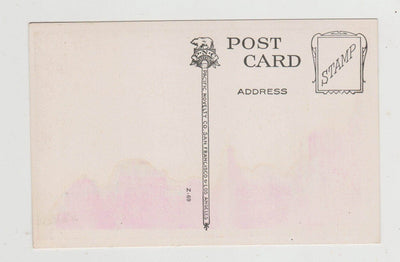 POST
CARD
STAMP
ADDRESS
PACIFIC NOVELTY CO. SAN FRANCISCO & LOS ANGELES
Z-69